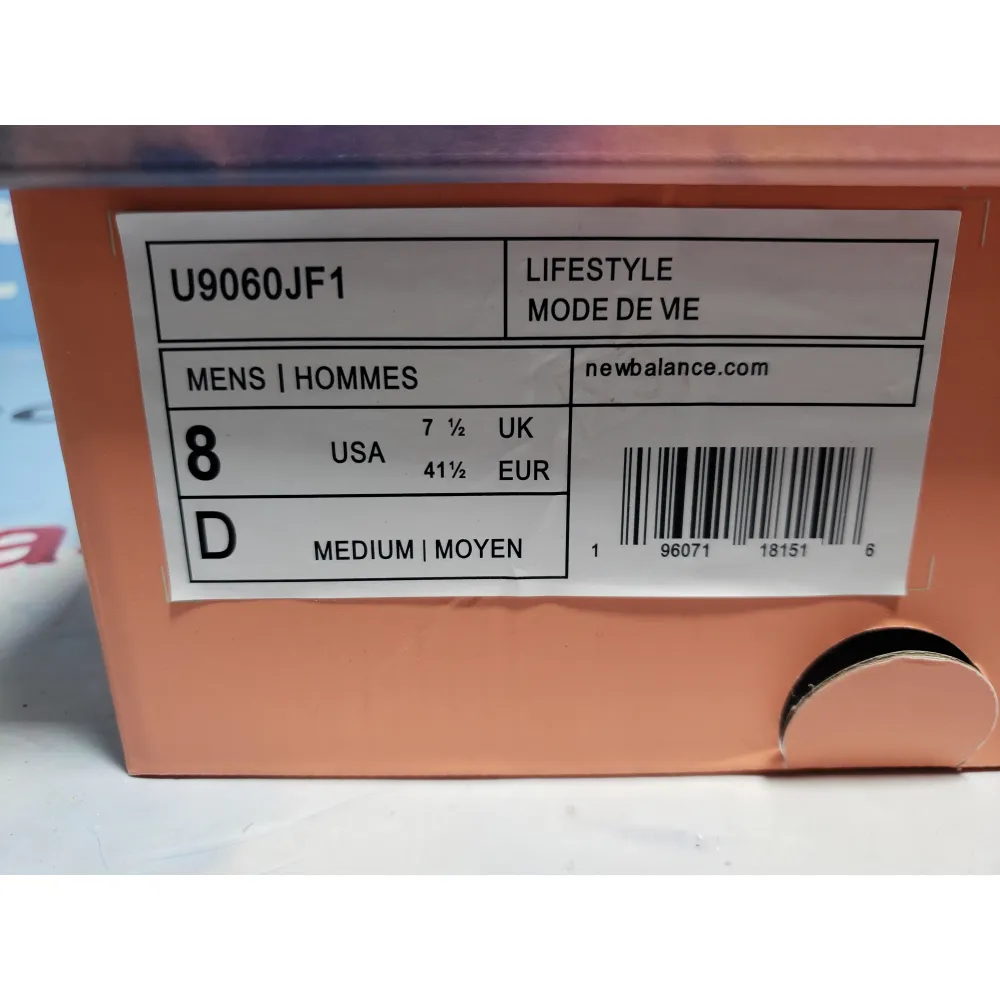 U9060JF1
LIFESTYLE
MODE DE VIE
MENS | HOMMES
newbalance.com
8 USA 7 ½ UK
41½ EUR
D MEDIUM | MOYEN
1 96071 18151 6